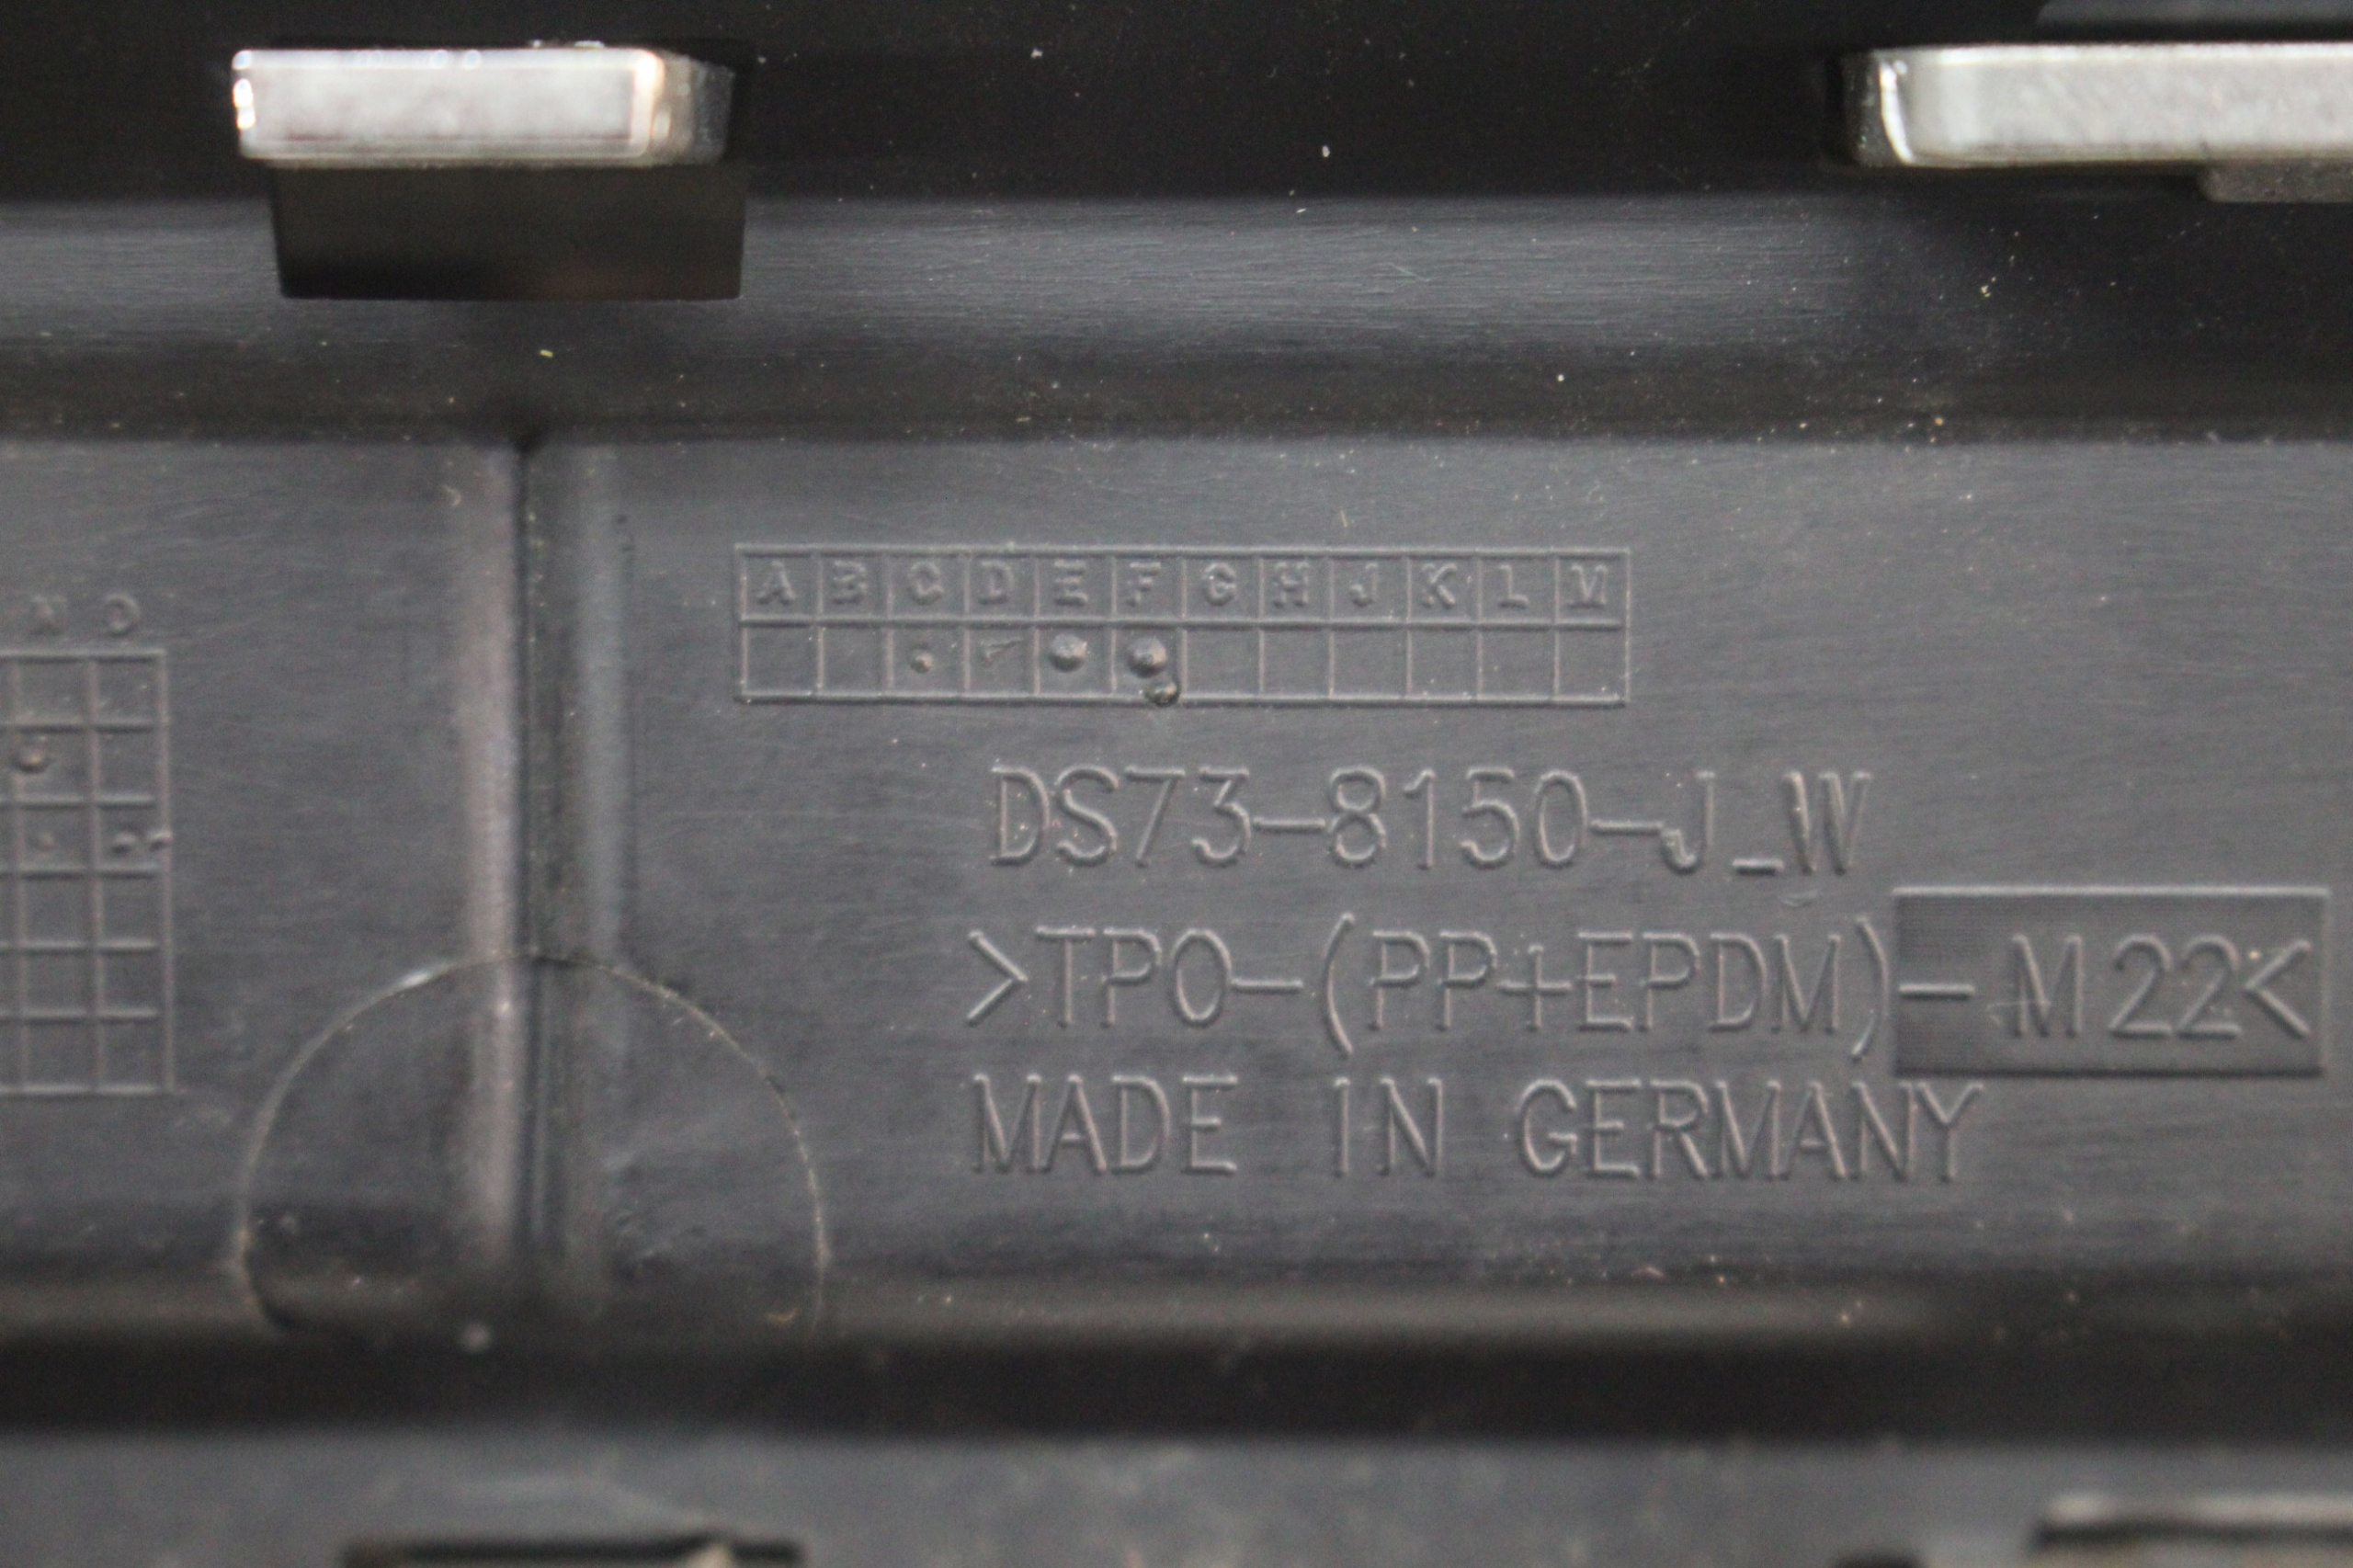 N D
A B C D E F G H J K L M
DS73-8150-J_W
>TPO-(PP+EPDM)-M22<
MADE IN GERMANY